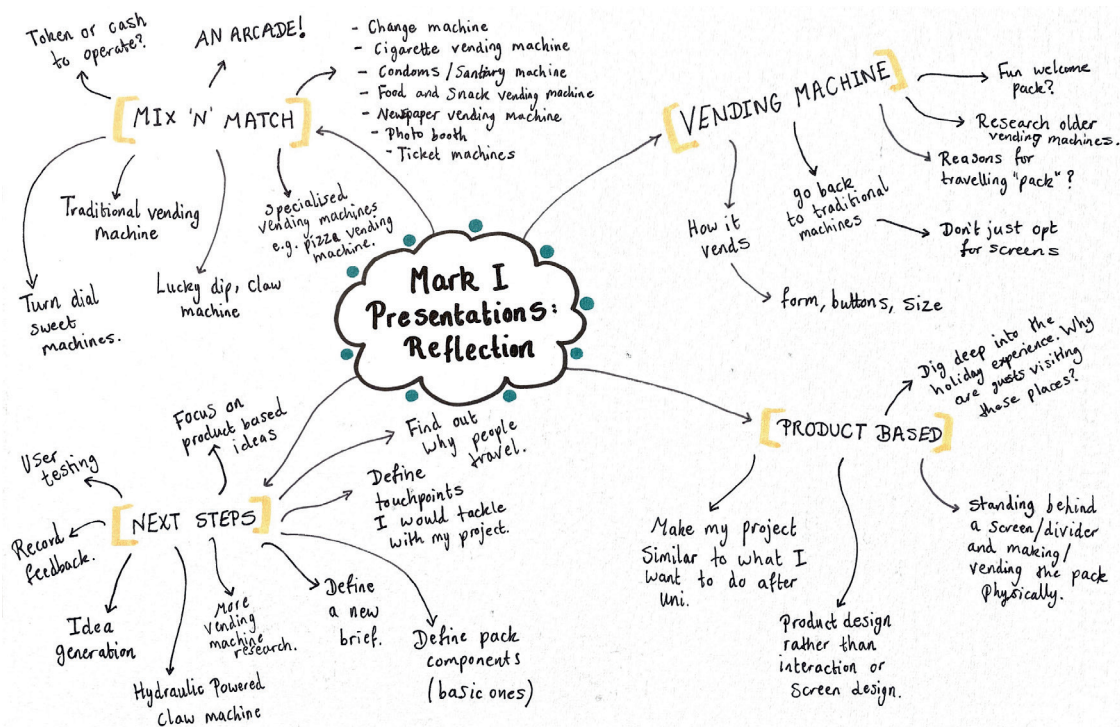 Mark I
Presentations:
Reflection
[MIX 'N' MATCH]
Token or cash
to operate?
AN ARCADE!
- Change machine
- Cigarette vending machine
- Condoms / Sanitary machine
- Food and Snack vending machine
- Newspaper vending machine
- Photo booth
- Ticket machines
Specialised
vending machines
e.g. pizza vending
machine.
Lucky dip, claw
machine
Traditional vending
machine
Turn dial
sweet
machines.
[VENDING MACHINE]
Fun welcome
pack?
Research older
vending machines.
Reasons for
travelling "pack"?
go back
to traditional
machines
Don't just opt
for screens
How it
vends
form, buttons, size
[PRODUCT BASED]
Dig deep into the
holiday experience. Why
are gusts visiting
these places?
Standing behind
a screen/divider
and making/
vending the pack
physically.
Product design
rather than
interaction or
Screen design.
Make my project
Similar to what I
want to do after
uni.
[NEXT STEPS]
Focus on
product based
ideas
Find out
why people
travel.
Define
touchpoints
I would tackle
with my project.
Define pack
components
(basic ones)
Define
a new
brief.
More
vending
machine
research.
Hydraulic Powered
Claw machine
Idea
generation
Record
feedback.
User
testing